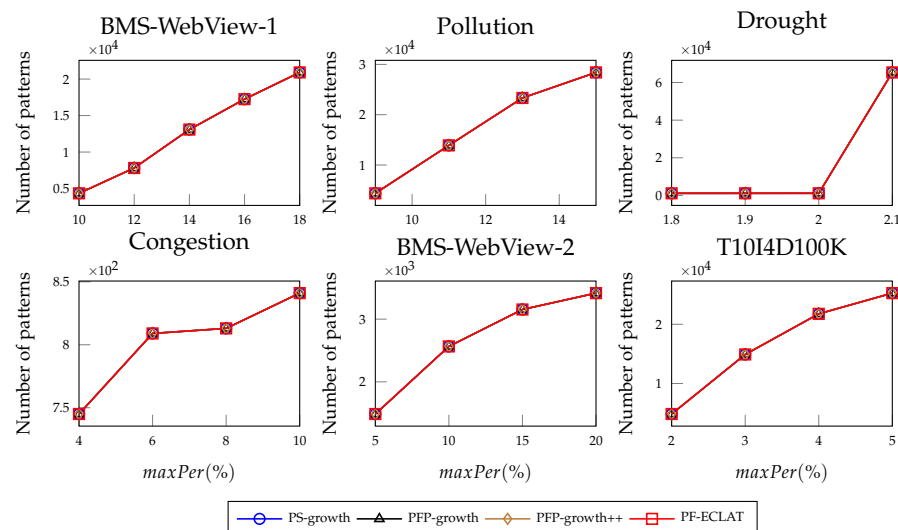 BMS-WebView-1 Pollution Drought
×10^4 ×10^4 ×10^4
Number of patterns Number of patterns Number of patterns
2 3 6
1.5 2 4
1 1 2
0.5 0
10 12 14 16 18 10 12 14 1.8 1.9 2 2.1
Congestion BMS-WebView-2 T10I4D100K
×10^2 ×10^3 ×10^4
Number of patterns Number of patterns Number of patterns
8.5 3 2
8 2 1
7.5
4 6 8 10 5 10 15 20 2 3 4 5
maxPer(%) maxPer(%) maxPer(%)
PS-growth PFP-growth PFP-growth++ PF-ECLAT